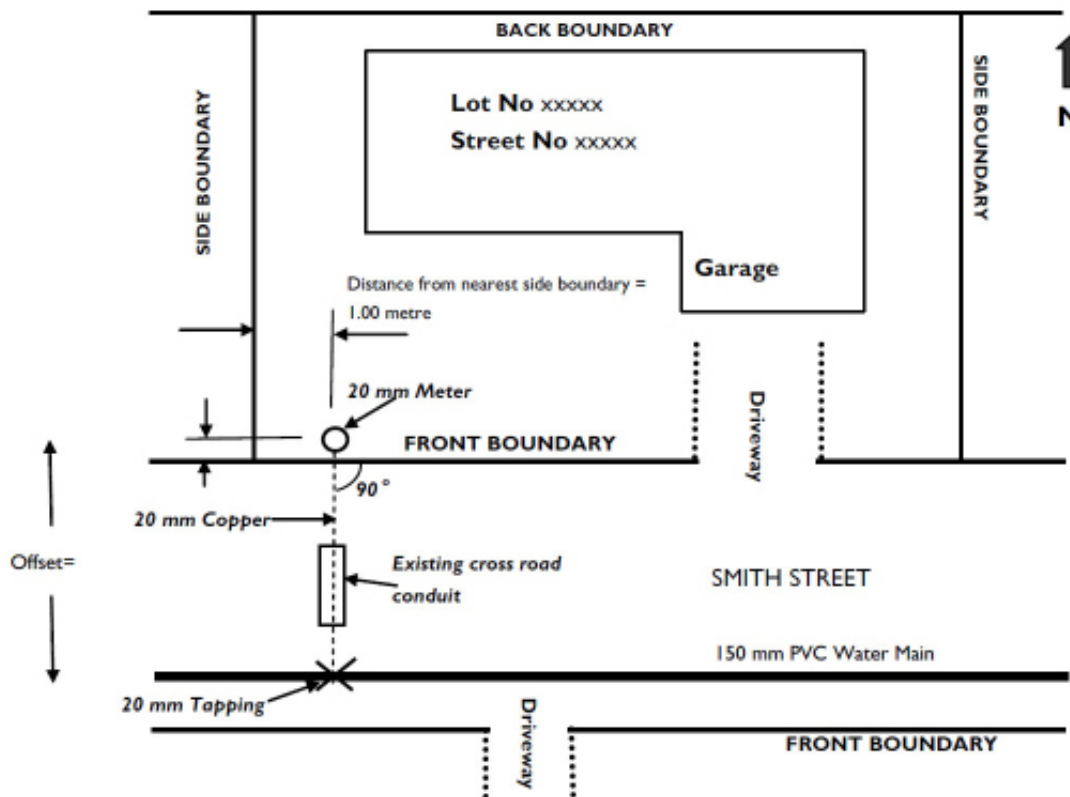 BACK BOUNDARY
SIDE BOUNDARY
SIDE BOUNDARY
N
Lot No xxxxx
Street No xxxxx
Garage
Distance from nearest side boundary =
1.00 metre
20 mm Meter
FRONT BOUNDARY
Driveway
90°
20 mm Copper
Offset=
Existing cross road
conduit
SMITH STREET
150 mm PVC Water Main
20 mm Tapping
Driveway
FRONT BOUNDARY